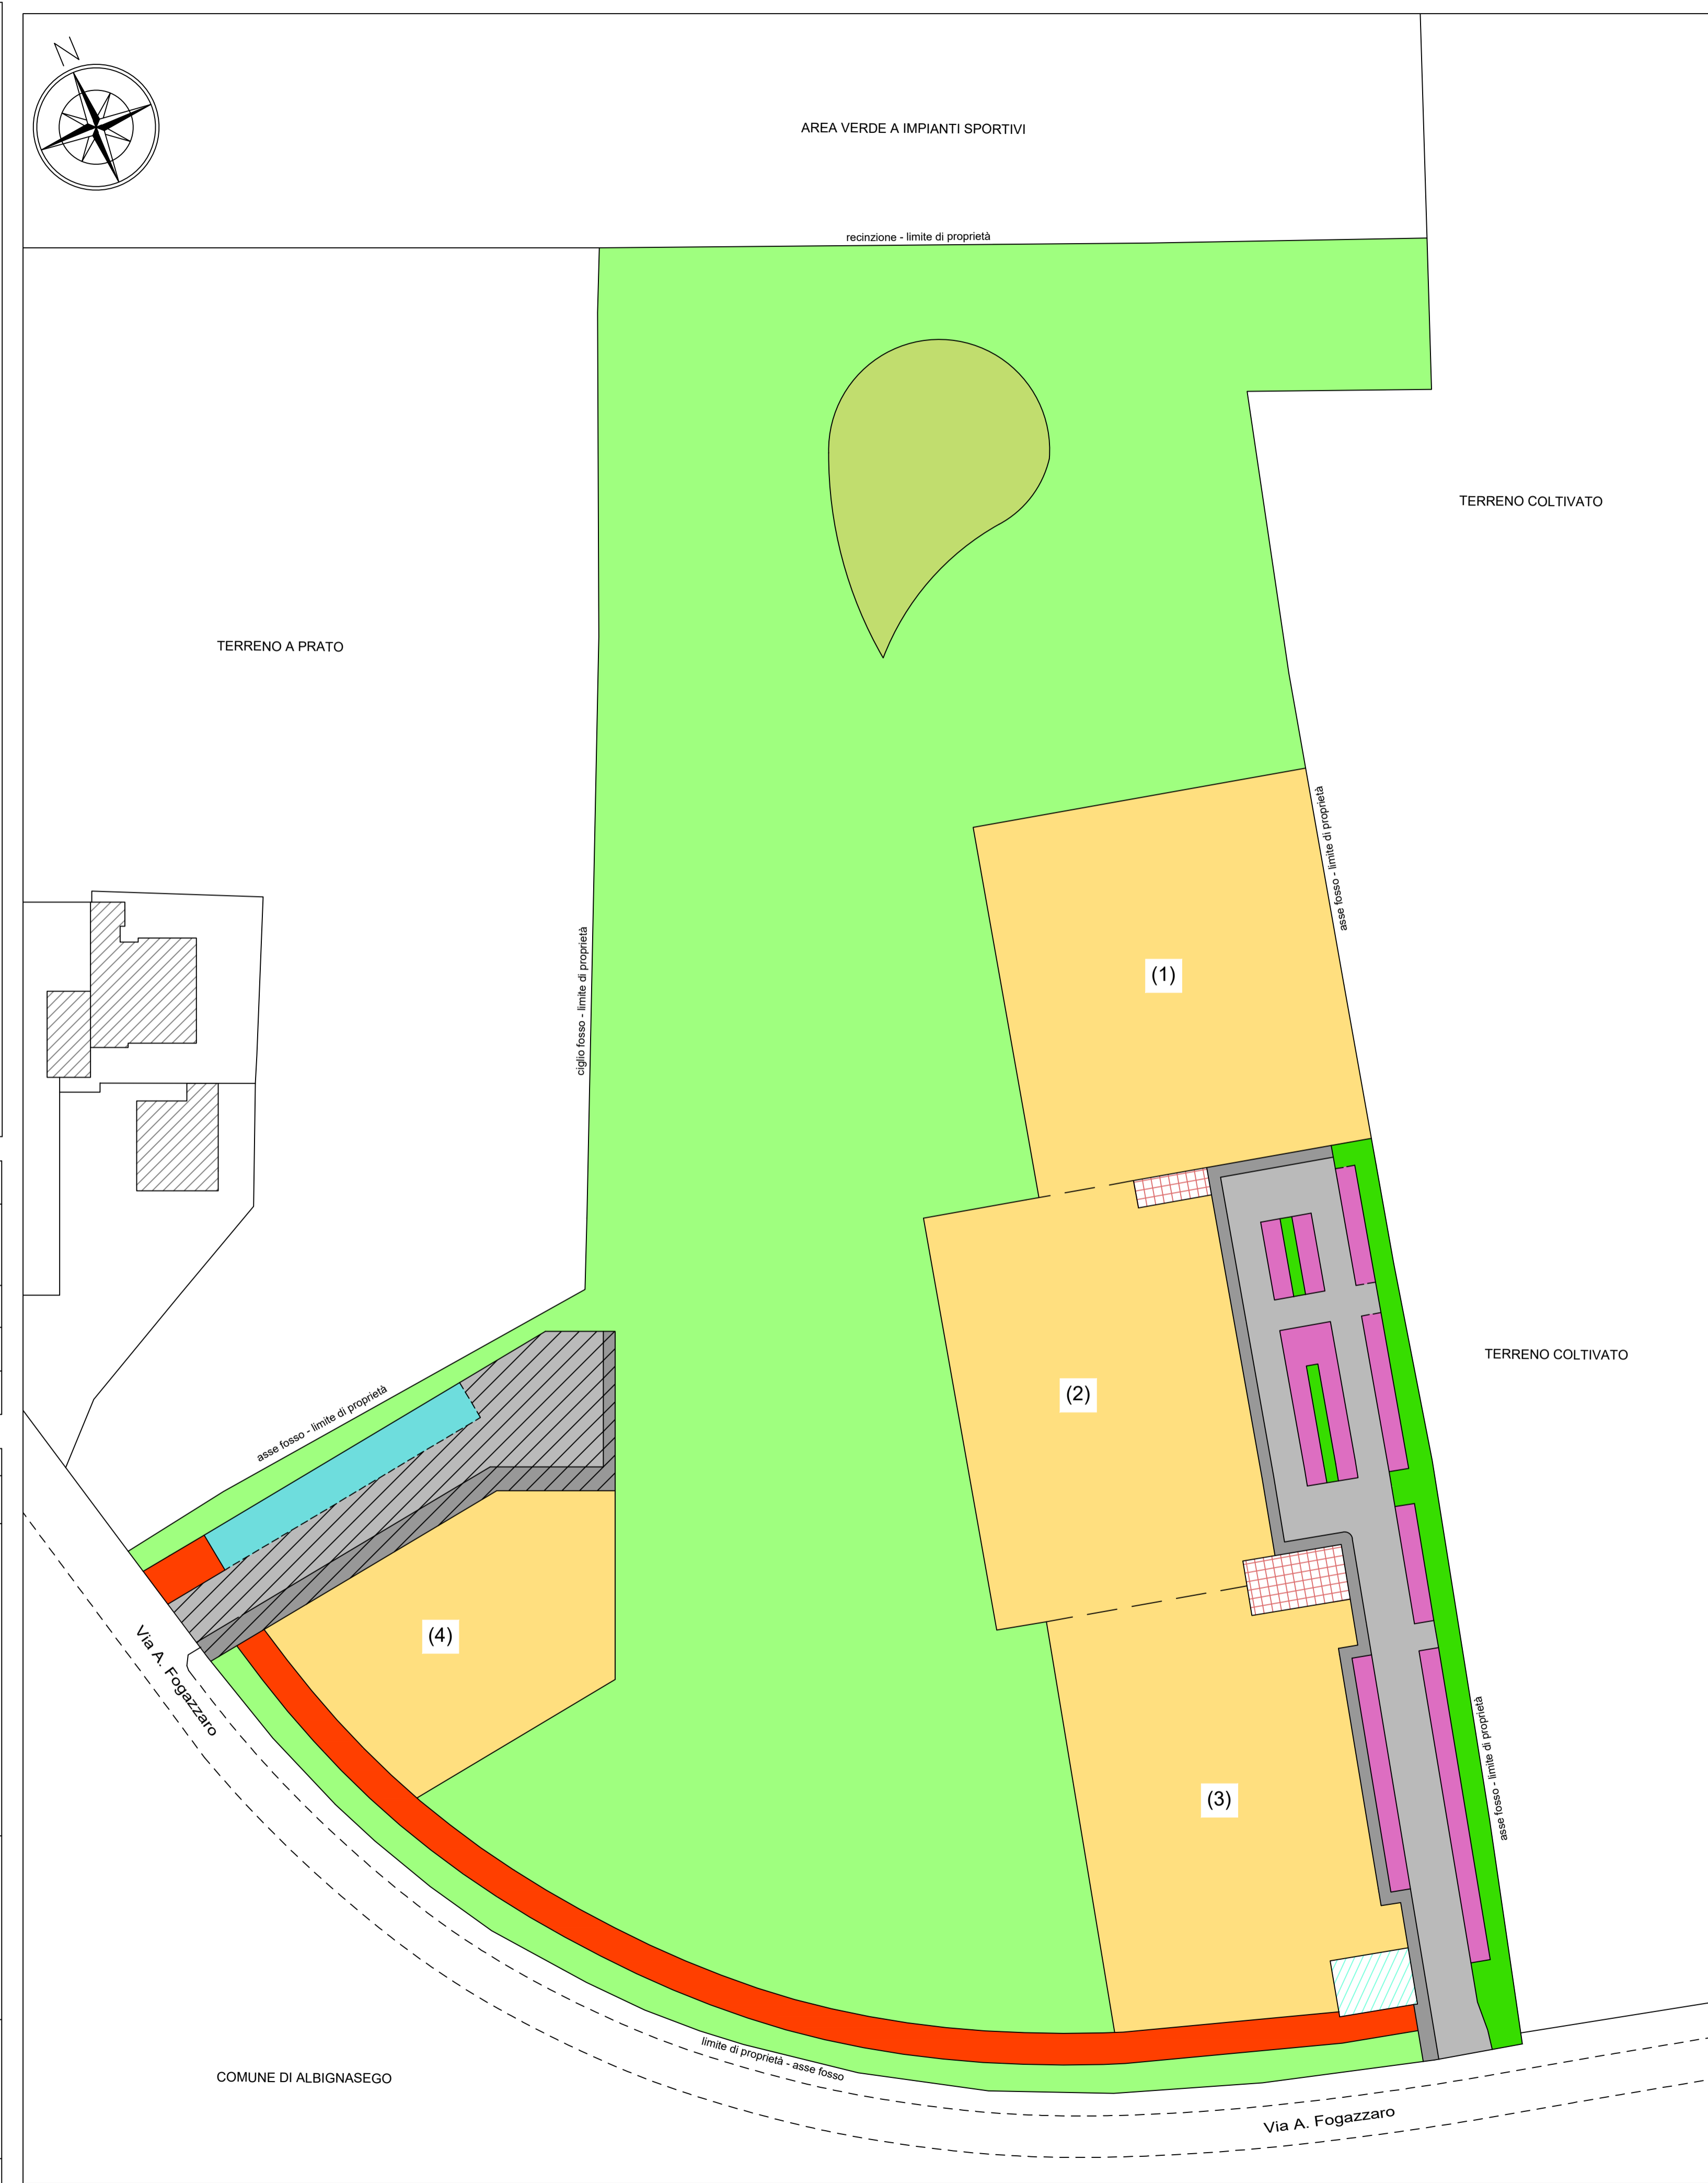 N
AREA VERDE A IMPIANTI SPORTIVI
recinzione - limite di proprietà
TERRENO COLTIVATO
TERRENO A PRATO
asse fosso - limite di proprietà
ciglio fosso - limite di proprietà
(1)
TERRENO COLTIVATO
(2)
asse fosso - limite di proprietà
(4)
Via A. Fogazzaro
asse fosso - limite di proprietà
(3)
limite di proprietà - asse fosso
COMUNE DI ALBIGNASEGO
Via A. Fogazzaro